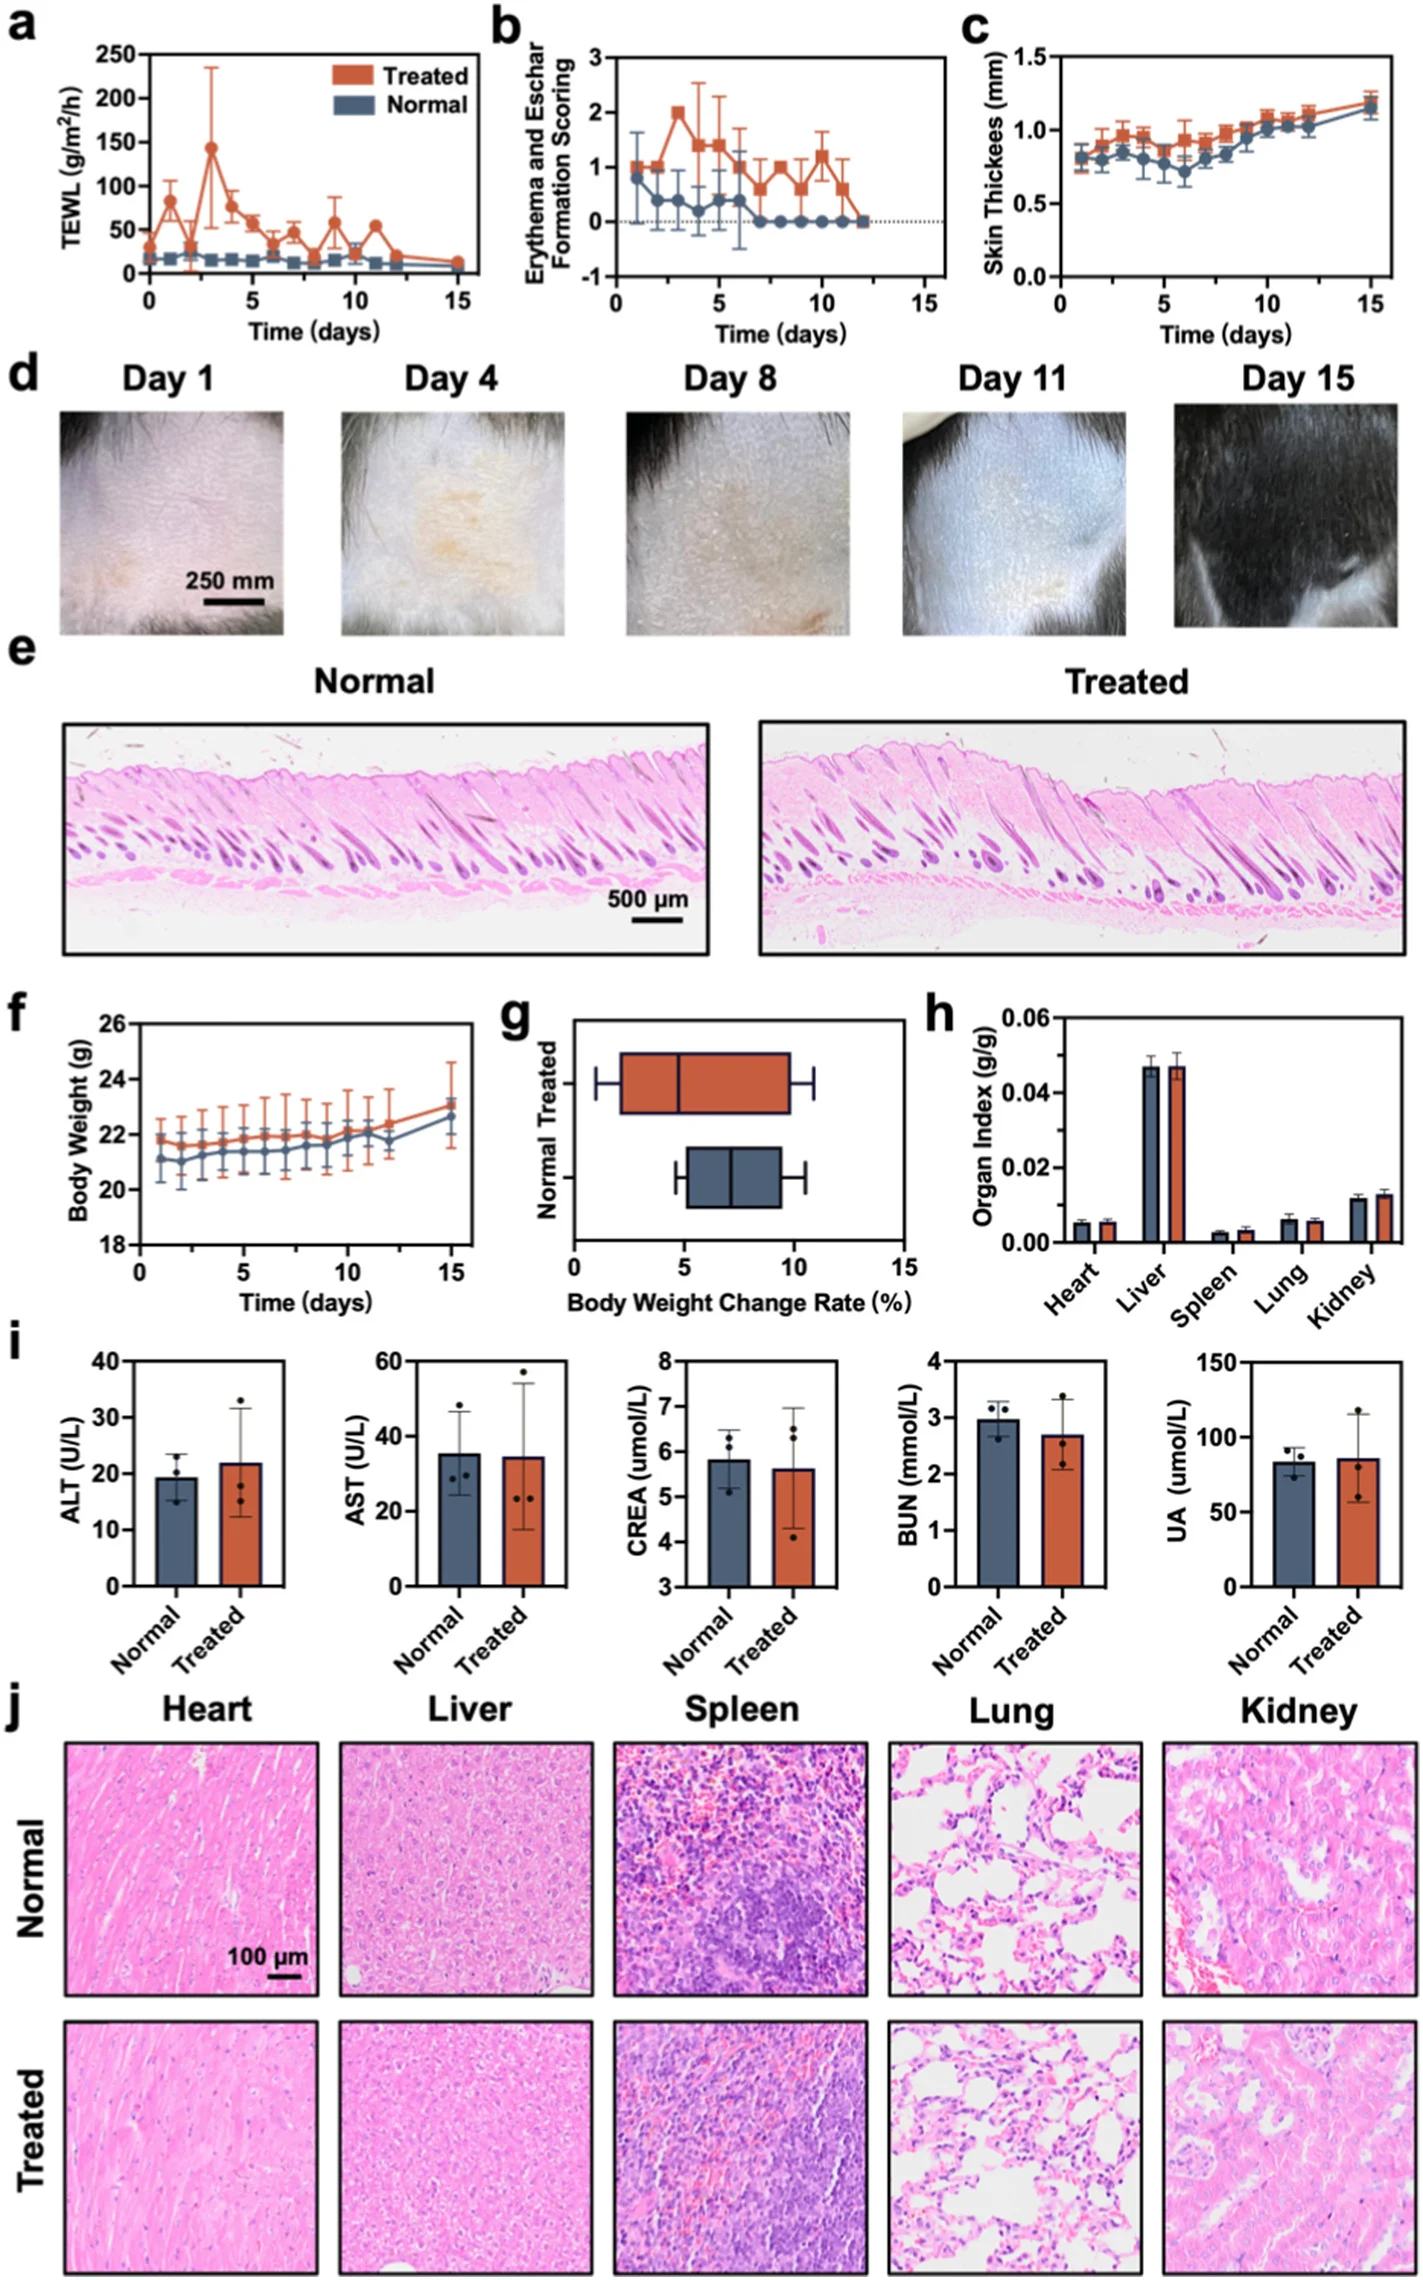 a
b
c
TEWL (g/m²/h)
250
200
150
100
50
0
Treated
Normal
0
5
10
15
Time (days)
Erythema and Eschar
Formation Scoring
3
2
1
0
-1
0
5
10
15
Time (days)
Skin Thickees (mm)
1.5
1.0
0.5
0.0
0
5
10
15
Time (days)
d
Day 1
Day 4
Day 8
Day 11
Day 15
250 mm
e
Normal
Treated
500 μm
f
g
h
Body Weight (g)
26
24
22
20
18
0
5
10
15
Time (days)
Normal Treated
0
5
10
15
Body Weight Change Rate (%)
Organ Index (g/g)
0.06
0.04
0.02
0.00
Heart
Liver
Spleen
Lung
Kidney
i
ALT (U/L)
40
30
20
10
0
Normal
Treated
AST (U/L)
60
40
20
0
Normal
Treated
CREA (umol/L)
8
7
6
5
4
3
Normal
Treated
BUN (mmol/L)
4
3
2
1
0
Normal
Treated
UA (umol/L)
150
100
50
0
Normal
Treated
j
Heart
Liver
Spleen
Lung
Kidney
Normal
100 μm
Treated